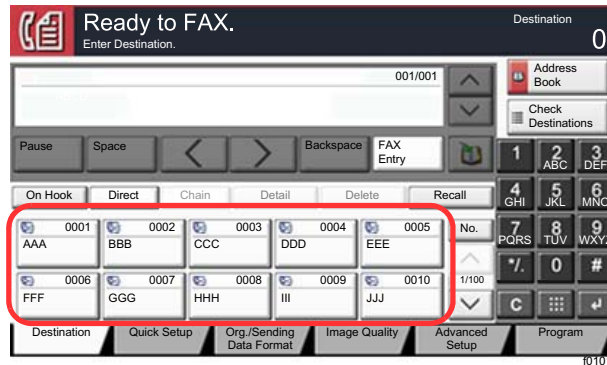 Ready to FAX.
Enter Destination.
Destination
0
001/001
Address
Book
Check
Destinations
Pause
Space
Backspace
FAX
Entry
1
2
ABC
3
DEF
On Hook
Direct
Chain
Detail
Delete
Recall
4
GHI
5
JKL
6
MNO
0001
AAA
0002
BBB
0003
CCC
0004
DDD
0005
EEE
No.
7
PQRS
8
TUV
9
WXYZ
0006
FFF
0007
GGG
0008
HHH
0009
III
0010
JJJ
1/100
*/.
0
#
C
Destination
Quick Setup
Org./Sending
Data Format
Image Quality
Advanced
Setup
Program
f010